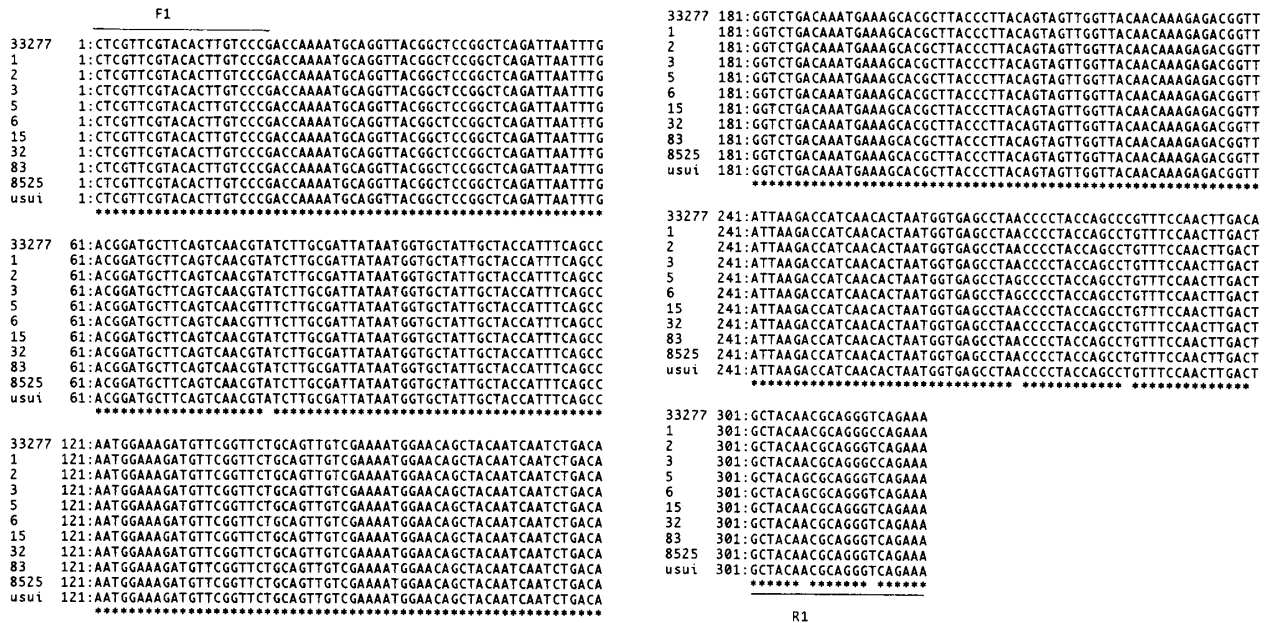 F1
33277 1:CTCGTTCGTACACTTGTCCCGACCAAAATGCAGGTTACGGCTCCGGCTCAGATTAATTTG
1 1:CTCGTTCGTACACTTGTCCCGACCAAAATGCAGGTTACGGCTCCGGCTCAGATTAATTTG
2 1:CTCGTTCGTACACTTGTCCCGACCAAAATGCAGGTTACGGCTCCGGCTCAGATTAATTTG
3 1:CTCGTTCGTACACTTGTCCCGACCAAAATGCAGGTTACGGCTCCGGCTCAGATTAATTTG
5 1:CTCGTTCGTACACTTGTCCCGACCAAAATGCAGGTTACGGCTCCGGCTCAGATTAATTTG
6 1:CTCGTTCGTACACTTGTCCCGACCAAAATGCAGGTTACGGCTCCGGCTCAGATTAATTTG
15 1:CTCGTTCGTACACTTGTCCCGACCAAAATGCAGGTTACGGCTCCGGCTCAGATTAATTTG
32 1:CTCGTTCGTACACTTGTCCCGACCAAAATGCAGGTTACGGCTCCGGCTCAGATTAATTTG
83 1:CTCGTTCGTACACTTGTCCCGACCAAAATGCAGGTTACGGCTCCGGCTCAGATTAATTTG
8525 1:CTCGTTCGTACACTTGTCCCGACCAAAATGCAGGTTACGGCTCCGGCTCAGATTAATTTG
usui 1:CTCGTTCGTACACTTGTCCCGACCAAAATGCAGGTTACGGCTCCGGCTCAGATTAATTTG
************************************************************
33277 61:ACGGATGCTTCAGTCAACGTATCTTGCGATTATAATGGTGCTATTGCTACCATTTCAGCC
1 61:ACGGATGCTTCAGTCAACGTATCTTGCGATTATAATGGTGCTATTGCTACCATTTCAGCC
2 61:ACGGATGCTTCAGTCAACGTATCTTGCGATTATAATGGTGCTATTGCTACCATTTCAGCC
3 61:ACGGATGCTTCAGTCAACGTATCTTGCGATTATAATGGTGCTATTGCTACCATTTCAGCC
5 61:ACGGATGCTTCAGTCAACGTTTCTTGCGATTATAATGGTGCTATTGCTACCATTTCAGCC
6 61:ACGGATGCTTCAGTCAACGTTTCTTGCGATTATAATGGTGCTATTGCTACCATTTCAGCC
15 61:ACGGATGCTTCAGTCAACGTATCTTGCGATTATAATGGTGCTATTGCTACCATTTCAGCC
32 61:ACGGATGCTTCAGTCAACGTATCTTGCGATTATAATGGTGCTATTGCTACCATTTCAGCC
83 61:ACGGATGCTTCAGTCAACGTATCTTGCGATTATAATGGTGCTATTGCTACCATTTCAGCC
8525 61:ACGGATGCTTCAGTCAACGTATCTTGCGATTATAATGGTGCTATTGCTACCATTTCAGCC
usui 61:ACGGATGCTTCAGTCAACGTATCTTGCGATTATAATGGTGCTATTGCTACCATTTCAGCC
******************** ***************************************
33277 121:AATGGAAAGATGTTCGGTTCTGCAGTTGTCGAAAATGGAACAGCTACAATCAATCTGACA
1 121:AATGGAAAGATGTTCGGTTCTGCAGTTGTCGAAAATGGAACAGCTACAATCAATCTGACA
2 121:AATGGAAAGATGTTCGGTTCTGCAGTTGTCGAAAATGGAACAGCTACAATCAATCTGACA
3 121:AATGGAAAGATGTTCGGTTCTGCAGTTGTCGAAAATGGAACAGCTACAATCAATCTGACA
5 121:AATGGAAAGATGTTCGGTTCTGCAGTTGTCGAAAATGGAACAGCTACAATCAATCTGACA
6 121:AATGGAAAGATGTTCGGTTCTGCAGTTGTCGAAAATGGAACAGCTACAATCAATCTGACA
15 121:AATGGAAAGATGTTCGGTTCTGCAGTTGTCGAAAATGGAACAGCTACAATCAATCTGACA
32 121:AATGGAAAGATGTTCGGTTCTGCAGTTGTCGAAAATGGAACAGCTACAATCAATCTGACA
83 121:AATGGAAAGATGTTCGGTTCTGCAGTTGTCGAAAATGGAACAGCTACAATCAATCTGACA
8525 121:AATGGAAAGATGTTCGGTTCTGCAGTTGTCGAAAATGGAACAGCTACAATCAATCTGACA
usui 121:AATGGAAAGATGTTCGGTTCTGCAGTTGTCGAAAATGGAACAGCTACAATCAATCTGACA
************************************************************
33277 181:GGTCTGACAAATGAAAGCACGCTTACCCTTACAGTAGTTGGTTACAACAAAGAGACGGTT
1 181:GGTCTGACAAATGAAAGCACGCTTACCCTTACAGTAGTTGGTTACAACAAAGAGACGGTT
2 181:GGTCTGACAAATGAAAGCACGCTTACCCTTACAGTAGTTGGTTACAACAAAGAGACGGTT
3 181:GGTCTGACAAATGAAAGCACGCTTACCCTTACAGTAGTTGGTTACAACAAAGAGACGGTT
5 181:GGTCTGACAAATGAAAGCACGCTTACCCTTACAGTAGTTGGTTACAACAAAGAGACGGTT
6 181:GGTCTGACAAATGAAAGCACGCTTACCCTTACAGTAGTTGGTTACAACAAAGAGACGGTT
15 181:GGTCTGACAAATGAAAGCACGCTTACCCTTACAGTAGTTGGTTACAACAAAGAGACGGTT
32 181:GGTCTGACAAATGAAAGCACGCTTACCCTTACAGTAGTTGGTTACAACAAAGAGACGGTT
83 181:GGTCTGACAAATGAAAGCACGCTTACCCTTACAGTAGTTGGTTACAACAAAGAGACGGTT
8525 181:GGTCTGACAAATGAAAGCACGCTTACCCTTACAGTAGTTGGTTACAACAAAGAGACGGTT
usui 181:GGTCTGACAAATGAAAGCACGCTTACCCTTACAGTAGTTGGTTACAACAAAGAGACGGTT
************************************************************
33277 241:ATTAAGACCATCAACACTAATGGTGAGCCTAACCCCTACCAGCCCGTTTCCAACTTGACA
1 241:ATTAAGACCATCAACACTAATGGTGAGCCTAACCCCTACCAGCCTGTTTCCAACTTGACT
2 241:ATTAAGACCATCAACACTAATGGTGAGCCTAACCCCTACCAGCCTGTTTCCAACTTGACT
3 241:ATTAAGACCATCAACACTAATGGTGAGCCTAACCCCTACCAGCCTGTTTCCAACTTGACT
5 241:ATTAAGACCATCAACACTAATGGTGAGCCTAGCCCCTACCAGCCTGTTTCCAACTTGACT
6 241:ATTAAGACCATCAACACTAATGGTGAGCCTAGCCCCTACCAGCCTGTTTCCAACTTGACT
15 241:ATTAAGACCATCAACACTAATGGTGAGCCTAACCCCTACCAGCCTGTTTCCAACTTGACT
32 241:ATTAAGACCATCAACACTAATGGTGAGCCTAACCCCTACCAGCCTGTTTCCAACTTGACT
83 241:ATTAAGACCATCAACACTAATGGTGAGCCTAACCCCTACCAGCCTGTTTCCAACTTGACT
8525 241:ATTAAGACCATCAACACTAATGGTGAGCCTAACCCCTACCAGCCTGTTTCCAACTTGACT
usui 241:ATTAAGACCATCAACACTAATGGTGAGCCTAACCCCTACCAGCCTGTTTCCAACTTGACT
******************************* ************ **************
33277 301:GCTACAACGCAGGGTCAGAAA
1 301:GCTACAACGCAGGGCCAGAAA
2 301:GCTACAACGCAGGGTCAGAAA
3 301:GCTACAACGCAGGGCCAGAAA
5 301:GCTACAGCGCAGGGTCAGAAA
6 301:GCTACAACGCAGGGTCAGAAA
15 301:GCTACAACGCAGGGTCAGAAA
32 301:GCTACAACGCAGGGTCAGAAA
83 301:GCTACAACGCAGGGTCAGAAA
8525 301:GCTACAACGCAGGGTCAGAAA
usui 301:GCTACAACGCAGGGTCAGAAA
****** ******* ******
R1